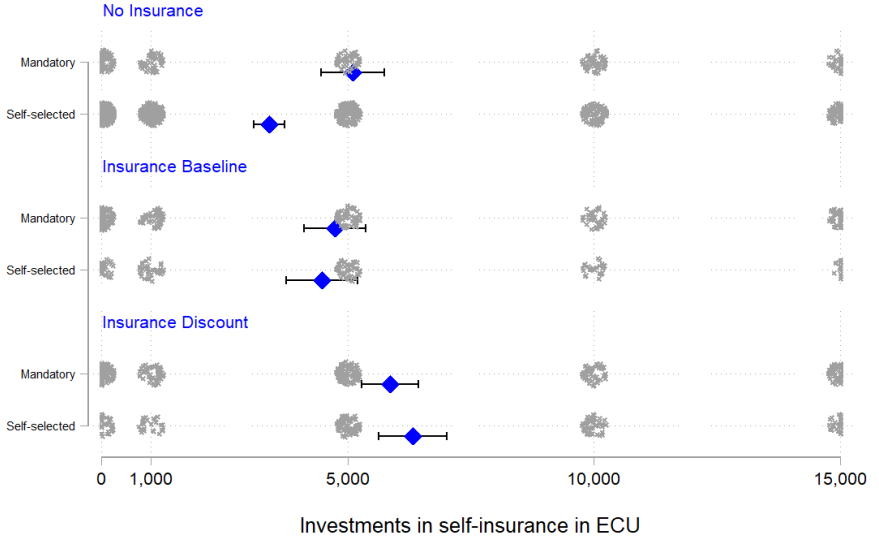 No Insurance
Mandatory
Self-selected
Insurance Baseline
Mandatory
Self-selected
Insurance Discount
Mandatory
Self-selected
0 1,000 5,000 10,000 15,000
Investments in self-insurance in ECU